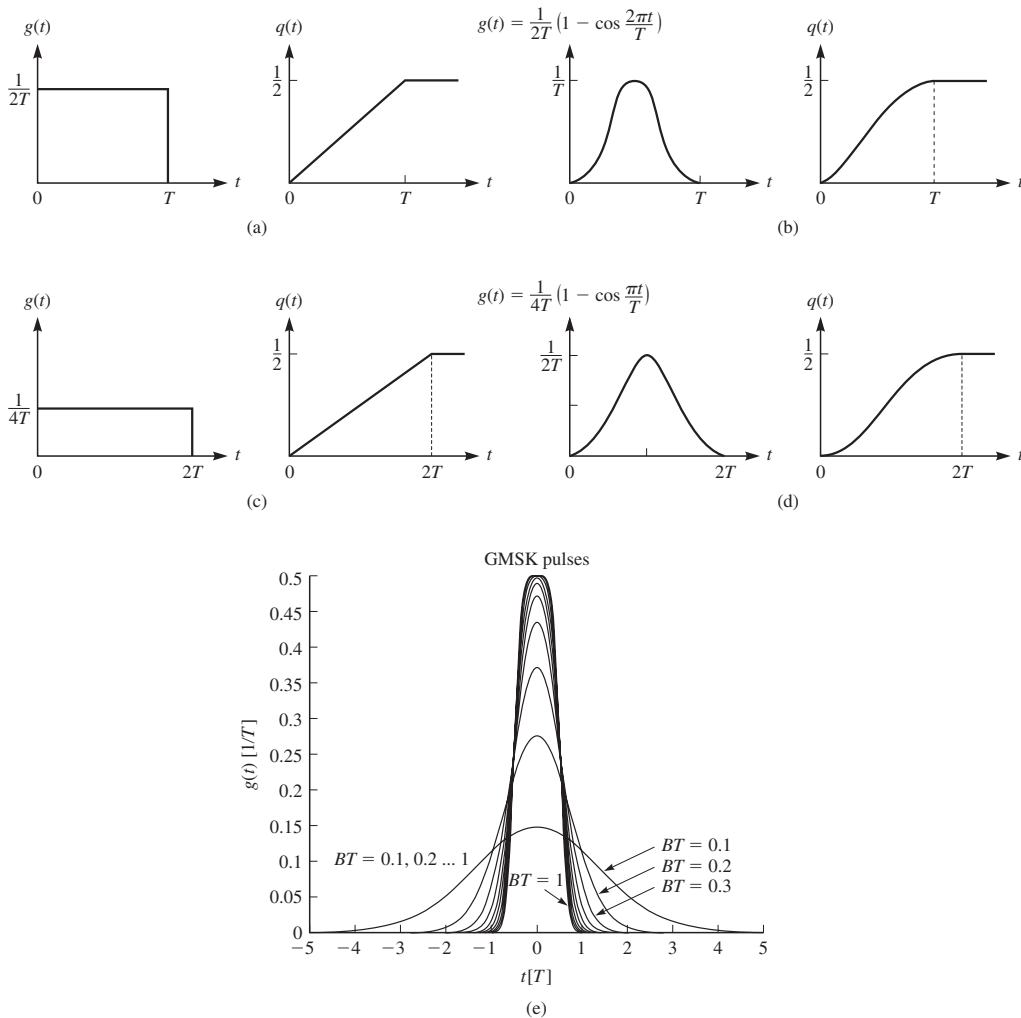 g(t) q(t) g(t) = 1/2T (1 − cos 2πt/T) q(t)
1/2T 1/2 1/T 1/2
0 T t 0 T t 0 T t 0 T t
(a) (b)
g(t) q(t) g(t) = 1/4T (1 − cos πt/T) q(t)
1/4T 1/2 1/2T 1/2
0 2T t 0 2T t 0 2T t 0 2T t
(c) (d)
GMSK pulses
0.5
0.45
0.4
0.35
0.3
0.25
0.2
0.15
0.1
0.05
0
g(t) [1/T]
BT = 0.1, 0.2 ... 1
BT = 1
BT = 0.1
BT = 0.2
BT = 0.3
−5 −4 −3 −2 −1 0 1 2 3 4 5
t[T]
(e)